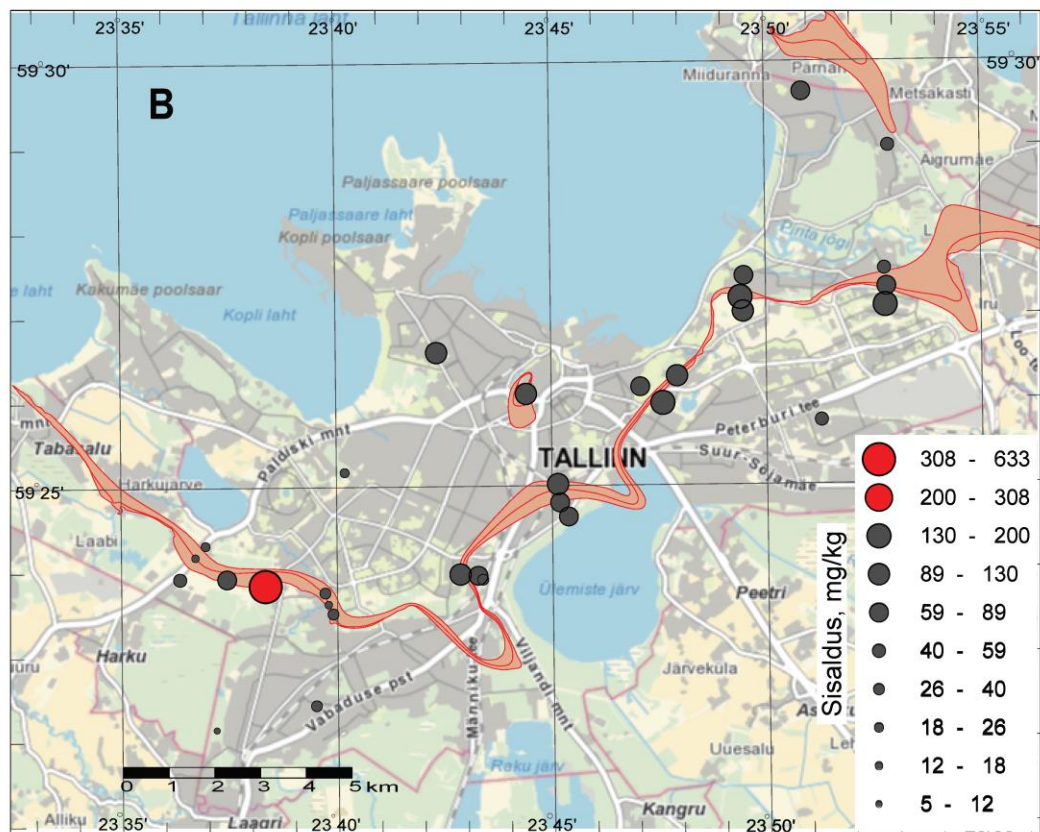 Tallinna laht
23 35'
23 40'
23 45'
23 50'
23 55'
59° 30'
59° 30'
B
Miiduranna
Metsakasti
Aigrumäe
Paljassaare poolsaar
Paljassaare laht
Kopli poolsaar
Pirita jõgi
Kakumäe poolsaar
Kopli laht
e laht
Iru
mnt
Tabasalu
Paldiski mnt
Peterburi tee
TALLINN
Suur-Sõjamäe
Harkujärve
59° 25'
Laabi
Ülemiste järv
Peetri
Harku
Viljandi mnt
Järveküla
Vabaduse pst
Männiku tee
Uuesalu
Raku järv
Kangru
Alliku
Laagri
0 1 2 3 4 5 km
Sisaldus, mg/kg
308 - 633
200 - 308
130 - 200
89 - 130
59 - 89
40 - 59
26 - 40
18 - 26
12 - 18
5 - 12
23 35'
23 40'
23 45'
23 50'